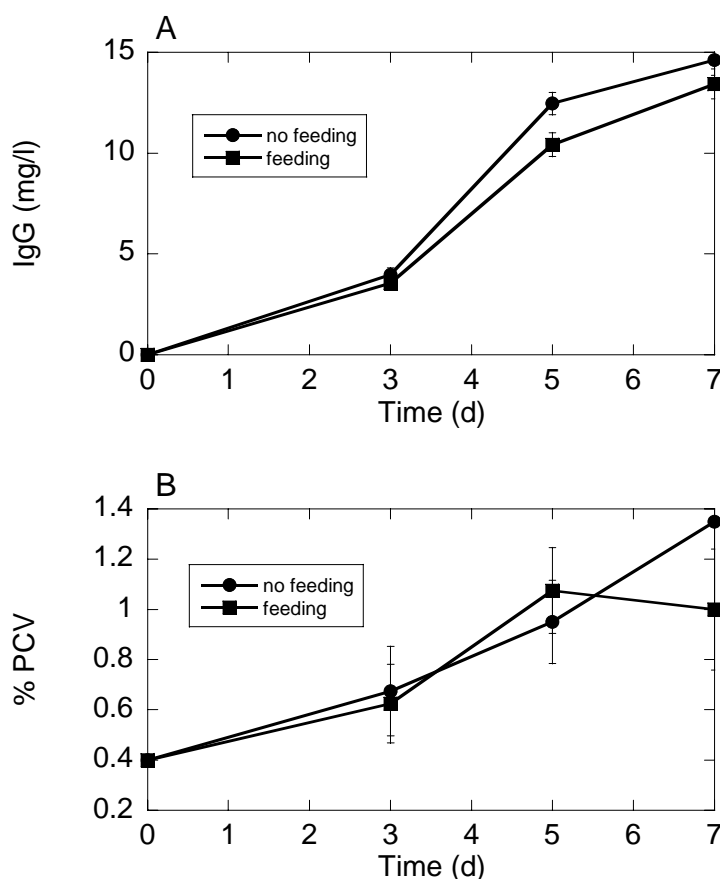 A
15
10
5
0
IgG (mg/l)
no feeding
feeding
0 1 2 3 4 5 6 7
Time (d)
B
1.4
1.2
1
0.8
0.6
0.4
0.2
% PCV
no feeding
feeding
0 1 2 3 4 5 6 7
Time (d)